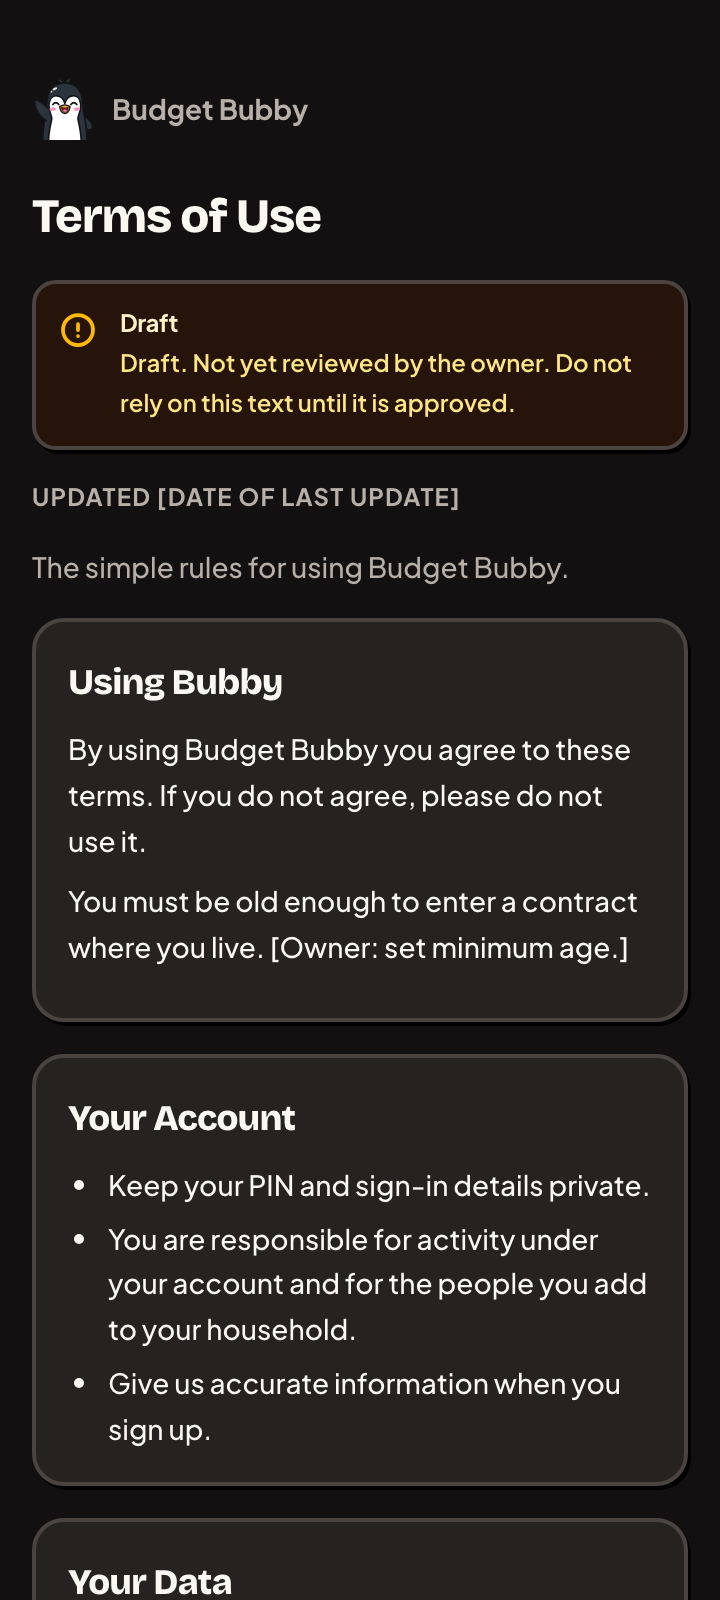 Budget Bubby
Terms of Use
Draft
Draft. Not yet reviewed by the owner. Do not
rely on this text until it is approved.
UPDATED [DATE OF LAST UPDATE]
The simple rules for using Budget Bubby.
Using Bubby
By using Budget Bubby you agree to these
terms. If you do not agree, please do not
use it.
You must be old enough to enter a contract
where you live. [Owner: set minimum age.]
Your Account
• Keep your PIN and sign-in details private.
• You are responsible for activity under
your account and for the people you add
to your household.
• Give us accurate information when you
sign up.
Your Data